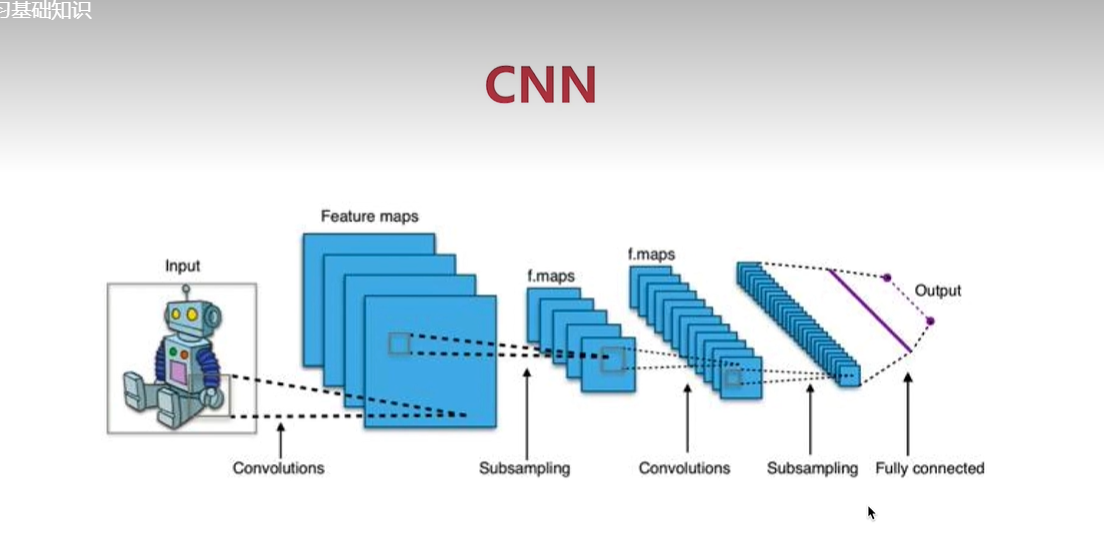 习基础知识
CNN
Feature maps
Input
f.maps
f.maps
Output
Convolutions
Subsampling
Convolutions
Subsampling
Fully connected